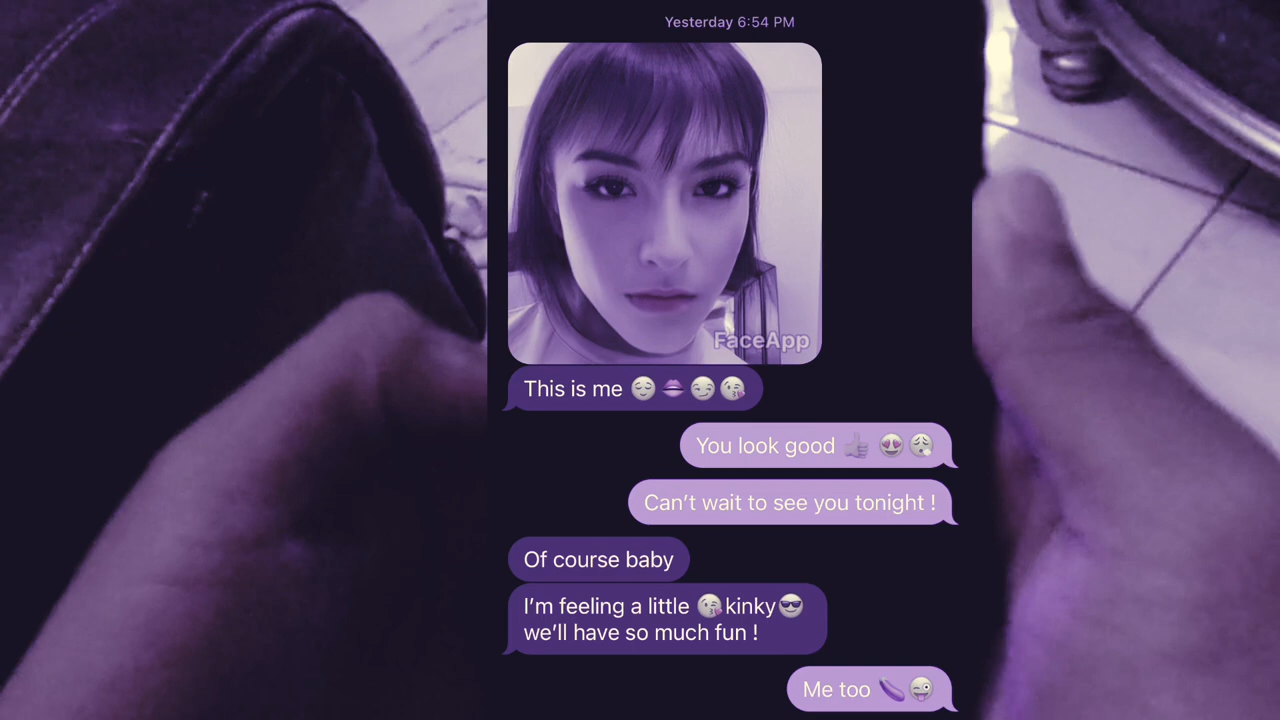 Yesterday 6:54 PM
FaceApp
This is me 😌👄😏😘
You look good 👍 😍😮‍💨
Can’t wait to see you tonight !
Of course baby
I’m feeling a little 😘kinky😎
we’ll have so much fun !
Me too 🍆😜